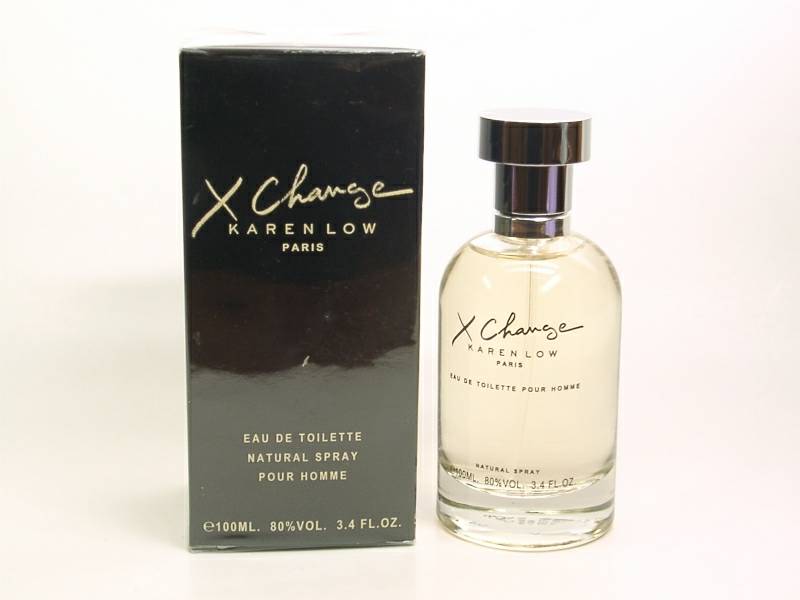 X Change
KAREN LOW
PARIS
EAU DE TOILETTE
NATURAL SPRAY
POUR HOMME
℮100ML. 80%VOL. 3.4 FL.OZ.
X Change
KAREN LOW
PARIS
EAU DE TOILETTE POUR HOMME
NATURAL SPRAY
℮100ML. 80%VOL. 3.4 FL.OZ.